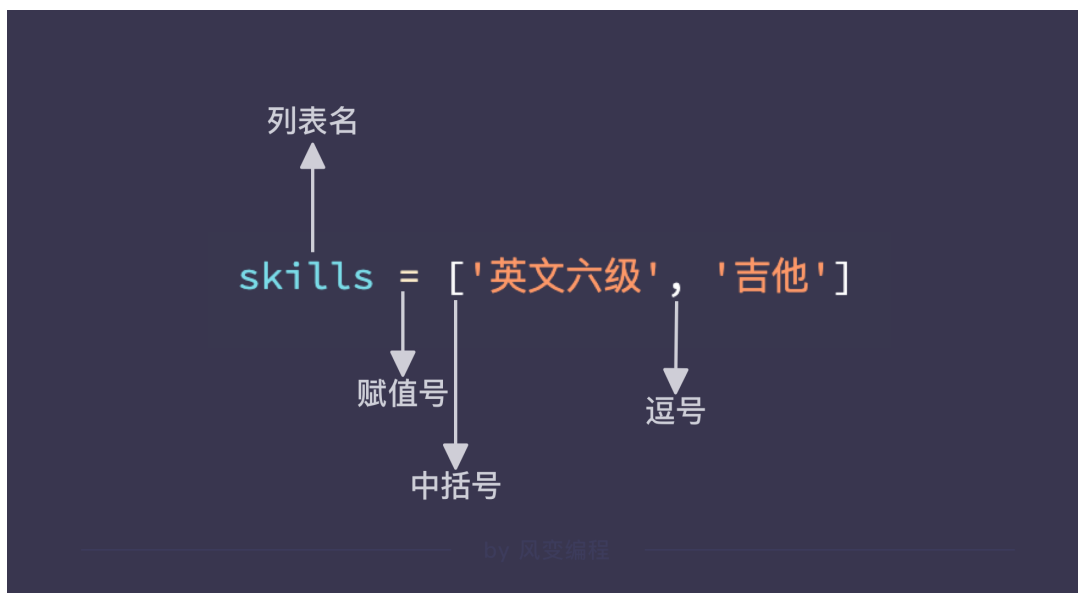 列表名
skills = ['英文六级', '吉他']
赋值号
逗号
中括号
by 风变编程